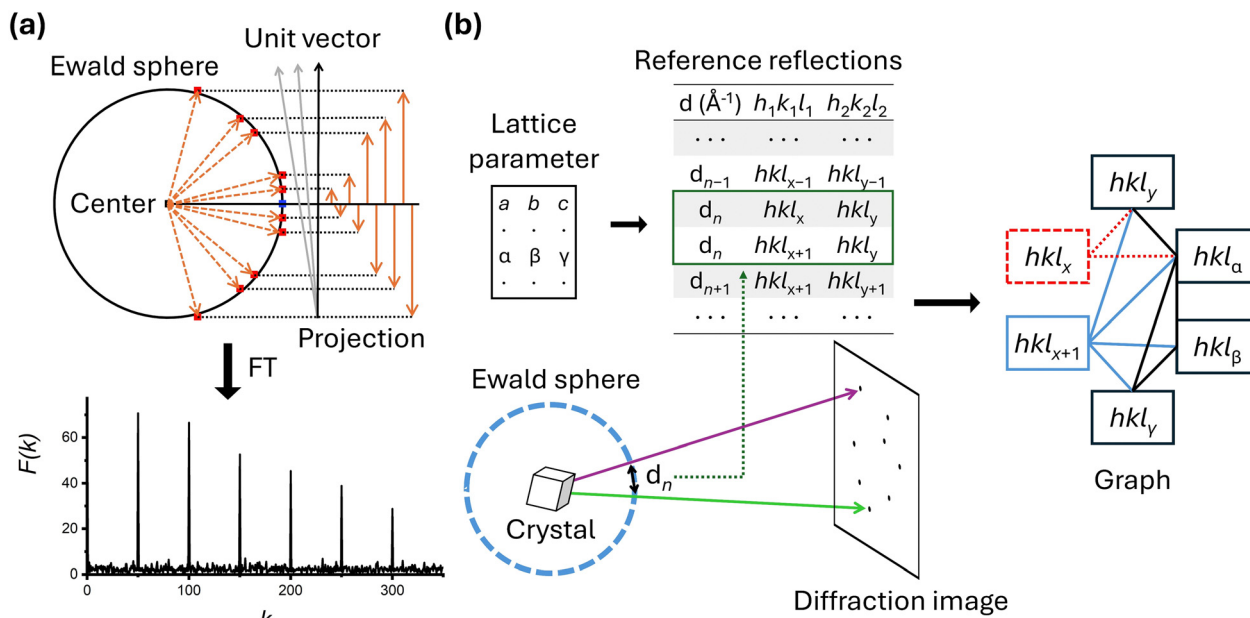 (a)
Unit vector
Ewald sphere
Center
Projection
FT
F(k)
60
40
20
0
0 100 200 300
(b)
Reference reflections
Lattice
parameter
a b c
. . .
α β γ
. . .
d (Å⁻¹) h₁k₁l₁ h₂k₂l₂
. . . . . . . . .
dₙ₋₁ hklₓ₋₁ hkl_y₋₁
dₙ hklₓ hkl_y
dₙ hklₓ₊₁ hkl_y
dₙ₊₁ hklₓ₊₁ hkl_y₊₁
. . . . . . . . .
Ewald sphere
dₙ
Crystal
Diffraction image
hkl_y
hklₓ hkl_α
hklₓ₊₁ hkl_β
hkl_γ
Graph